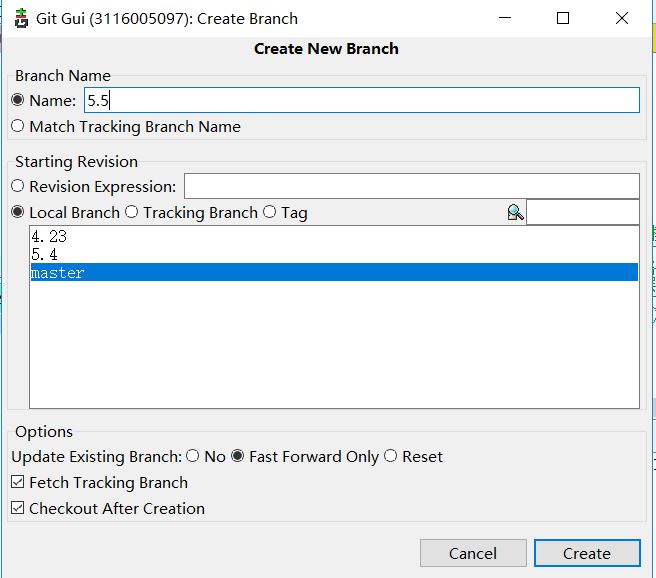 Git Gui (3116005097): Create Branch
Create New Branch
Branch Name
Name: 5.5
Match Tracking Branch Name
Starting Revision
Revision Expression:
Local Branch Tracking Branch Tag
4.23
5.4
master
Options
Update Existing Branch: No Fast Forward Only Reset
Fetch Tracking Branch
Checkout After Creation
Cancel Create